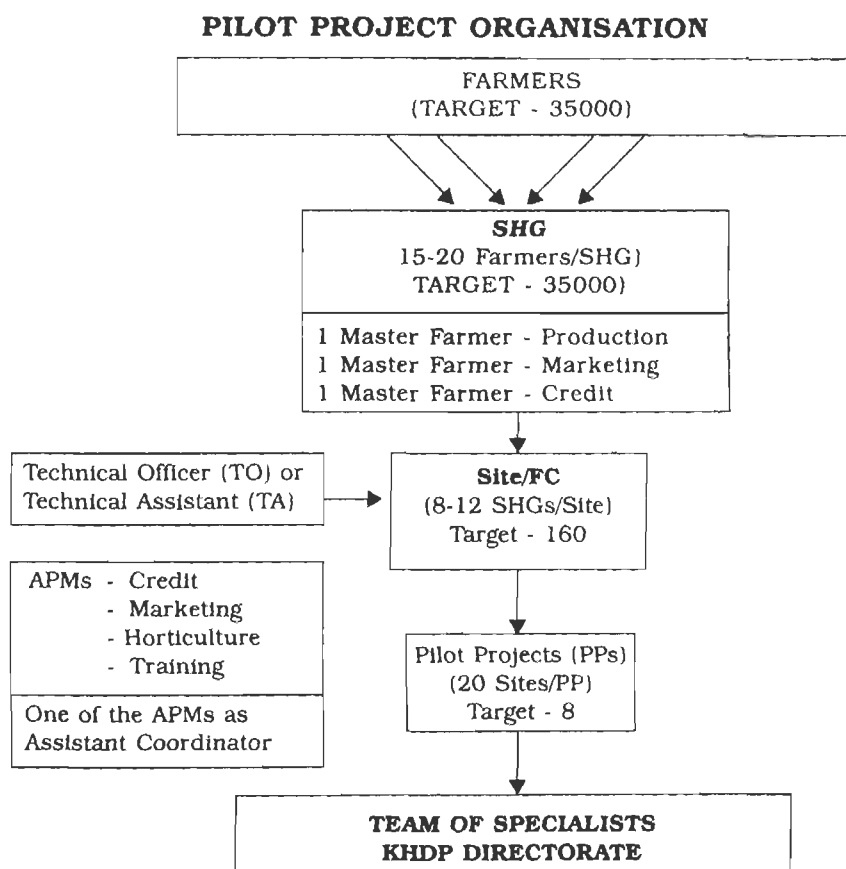 PILOT PROJECT ORGANISATION
FARMERS
(TARGET - 35000)
SHG
15-20 Farmers/SHG)
TARGET - 35000)
1 Master Farmer - Production
1 Master Farmer - Marketing
1 Master Farmer - Credit
Technical Officer (TO) or
Technical Assistant (TA)
Site/FC
(8-12 SHGs/Site)
Target - 160
APMs - Credit
- Marketing
- Horticulture
- Training
One of the APMs as
Assistant Coordinator
Pilot Projects (PPs)
(20 Sites/PP)
Target - 8
TEAM OF SPECIALISTS
KHDP DIRECTORATE